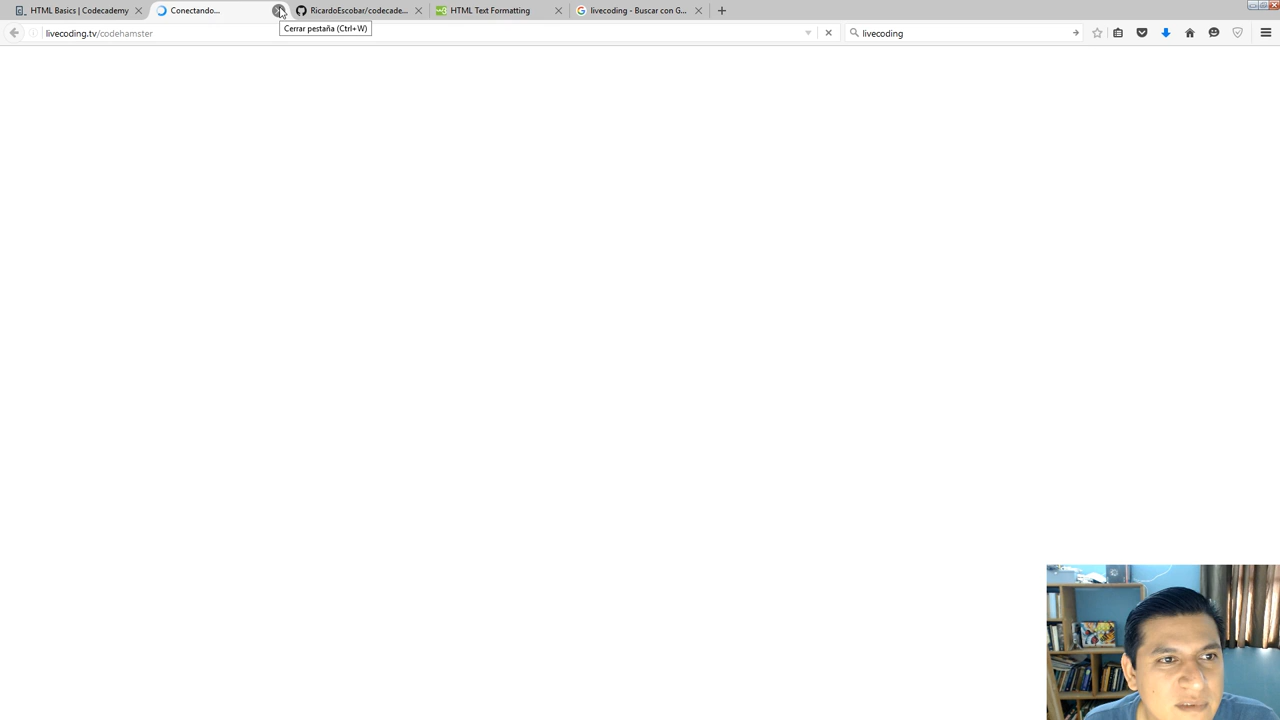 HTML Basics | Codecademy
Conectando...
RicardoEscobar/codecade...
HTML Text Formatting
livecoding - Buscar con G...
Cerrar pestaña (Ctrl+W)
livecoding.tv/codehamster
livecoding